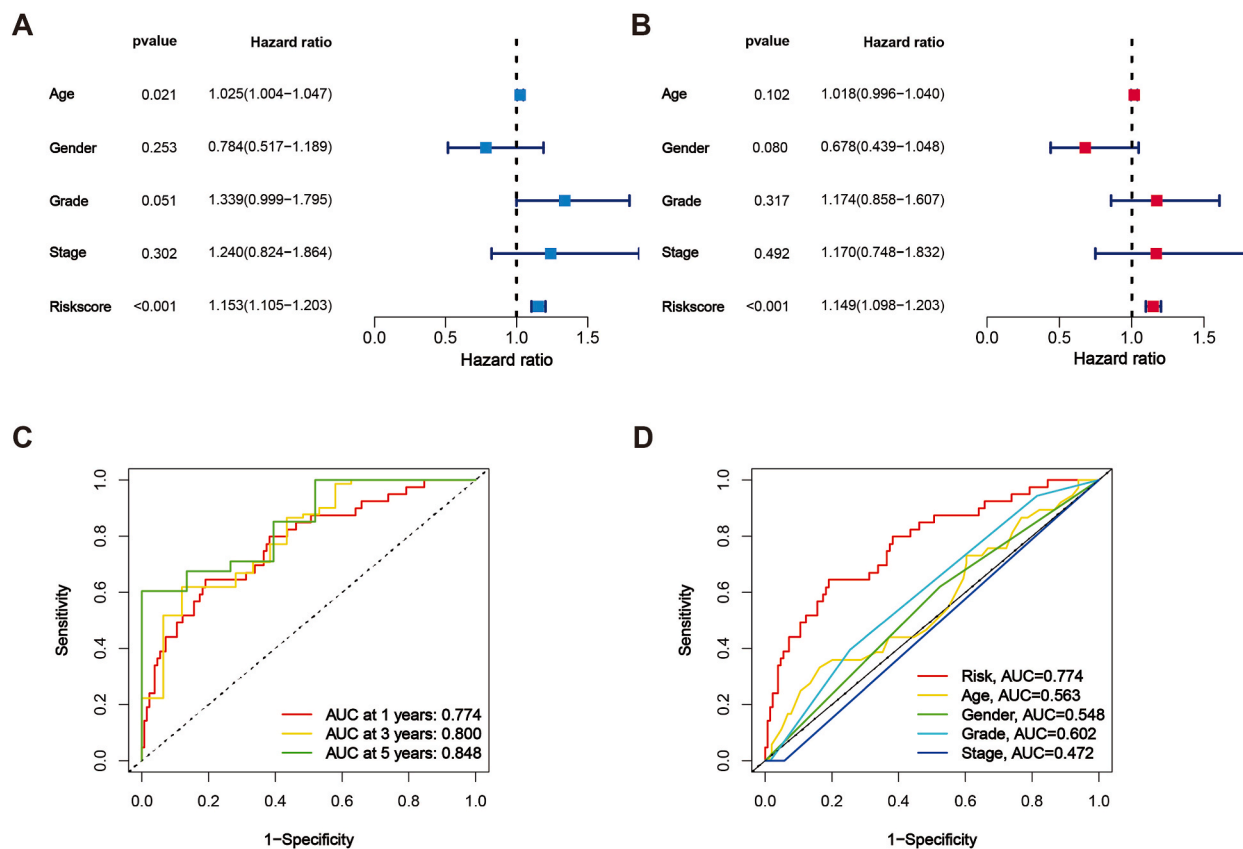 A
pvalue Hazard ratio
Age 0.021 1.025(1.004−1.047)
Gender 0.253 0.784(0.517−1.189)
Grade 0.051 1.339(0.999−1.795)
Stage 0.302 1.240(0.824−1.864)
Riskscore <0.001 1.153(1.105−1.203)
0.0 0.5 1.0 1.5
Hazard ratio
B
pvalue Hazard ratio
Age 0.102 1.018(0.996−1.040)
Gender 0.080 0.678(0.439−1.048)
Grade 0.317 1.174(0.858−1.607)
Stage 0.492 1.170(0.748−1.832)
Riskscore <0.001 1.149(1.098−1.203)
0.0 0.5 1.0 1.5
Hazard ratio
C
Sensitivity
1.0
0.8
0.6
0.4
0.2
0.0
AUC at 1 years: 0.774
AUC at 3 years: 0.800
AUC at 5 years: 0.848
0.0 0.2 0.4 0.6 0.8 1.0
1−Specificity
D
Sensitivity
1.0
0.8
0.6
0.4
0.2
0.0
Risk, AUC=0.774
Age, AUC=0.563
Gender, AUC=0.548
Grade, AUC=0.602
Stage, AUC=0.472
0.0 0.2 0.4 0.6 0.8 1.0
1−Specificity